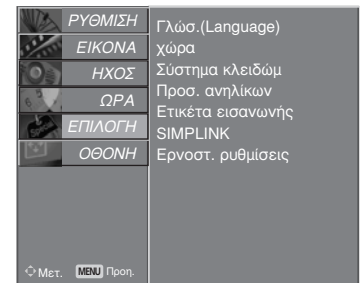 ΡΥΘΜΙΣΗ
ΕΙΚΟΝΑ
ΗΧΟΣ
ΩΡΑ
ΕΠΙΛΟΓΗ
ΟΘΟΝΗ
Μετ. MENU Προη.
Γλώσ.(Language)
χώρα
Σύστημα κλειδώμ
Προσ. ανηλίκων
Ετικέτα εισανωνής
SIMPLINK
Ερνοστ. ρυθμίσεις